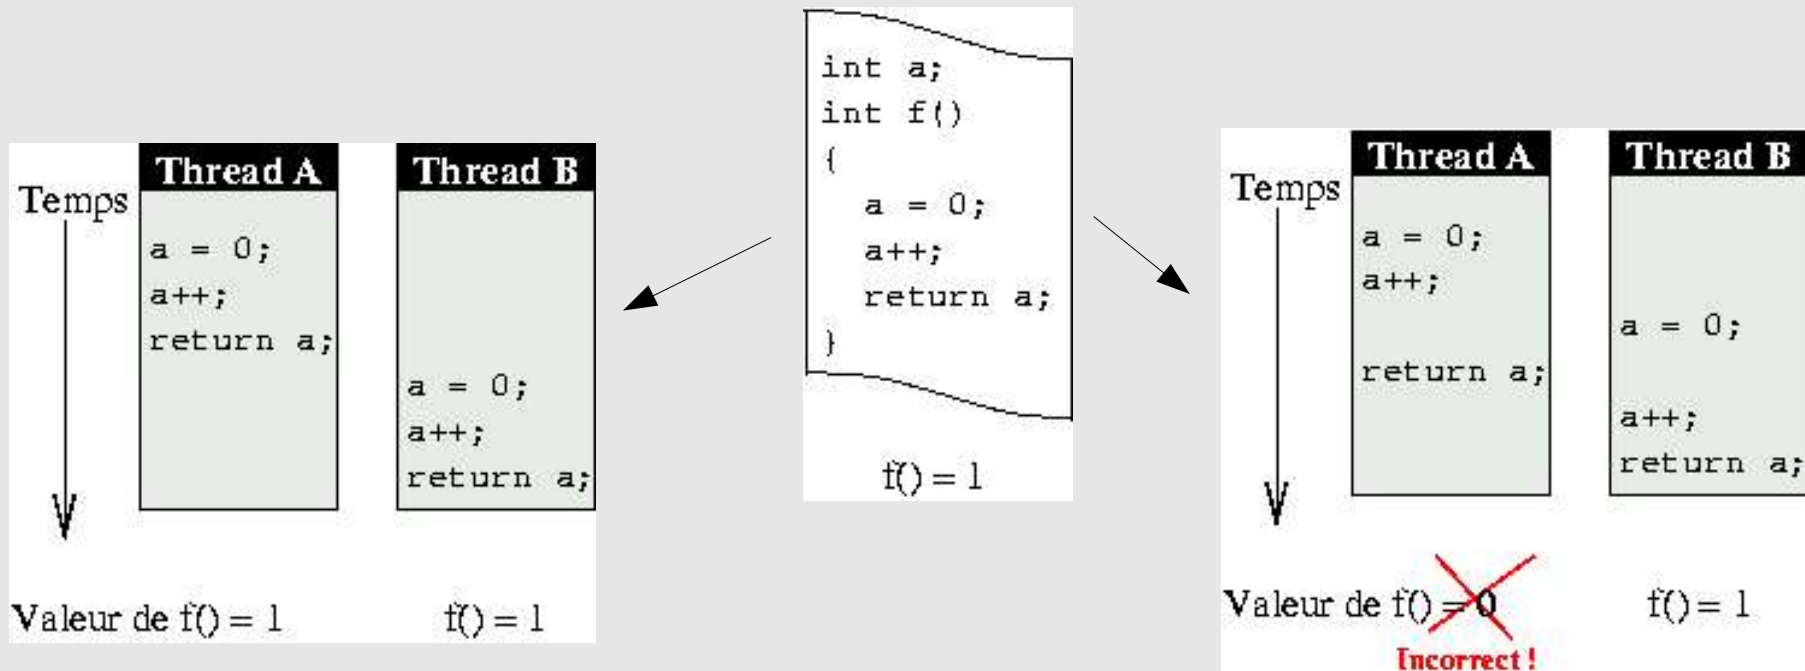 int a;
int f()
{
a = 0;
a++;
return a;
}
f() = 1
Temps
Thread A
a = 0;
a++;
return a;
Thread B
a = 0;
a++;
return a;
Valeur de f() = 1
f() = 1
Temps
Thread A
a = 0;
a++;
return a;
Thread B
a = 0;
a++;
return a;
Valeur de f() = 0
Incorrect !
f() = 1